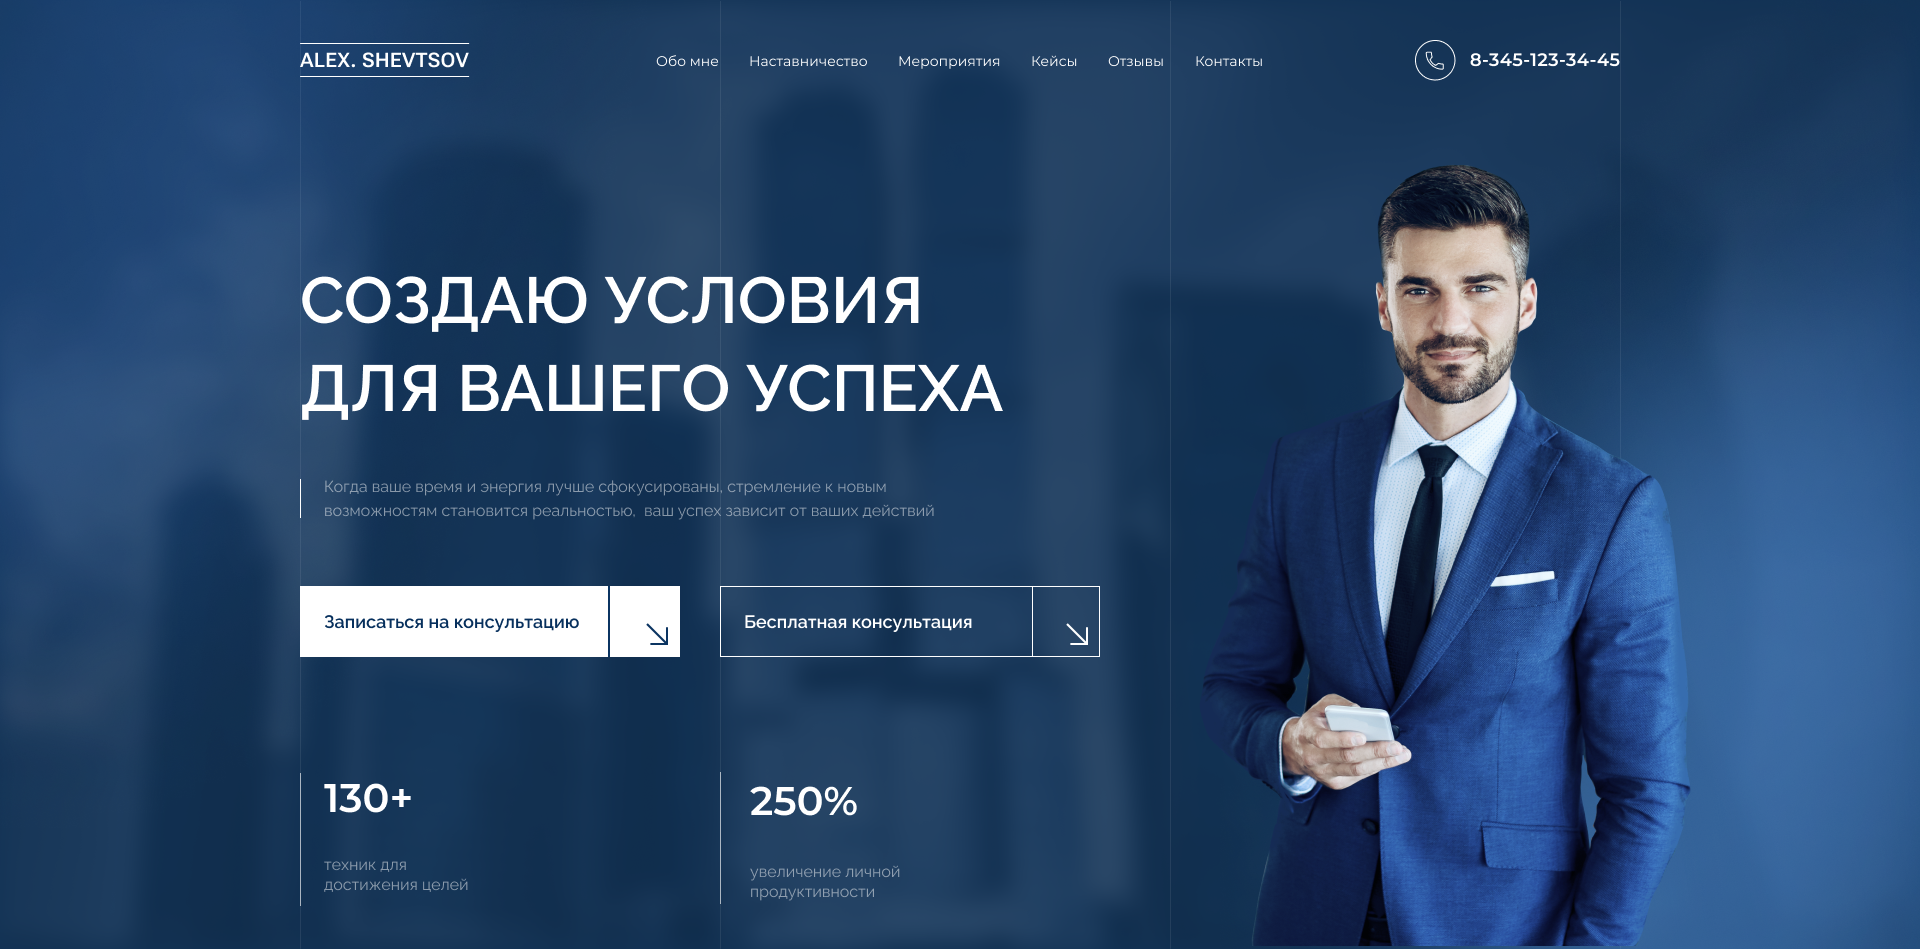 ALEX. SHEVTSOV
Обо мне Наставничество Мероприятия Кейсы Отзывы Контакты
8-345-123-34-45
СОЗДАЮ УСЛОВИЯ
ДЛЯ ВАШЕГО УСПЕХА
Когда ваше время и энергия лучше сфокусированы, стремление к новым
возможностям становится реальностью, ваш успех зависит от ваших действий
Записаться на консультацию
Бесплатная консультация
130+
техник для
достижения целей
250%
увеличение личной
продуктивности